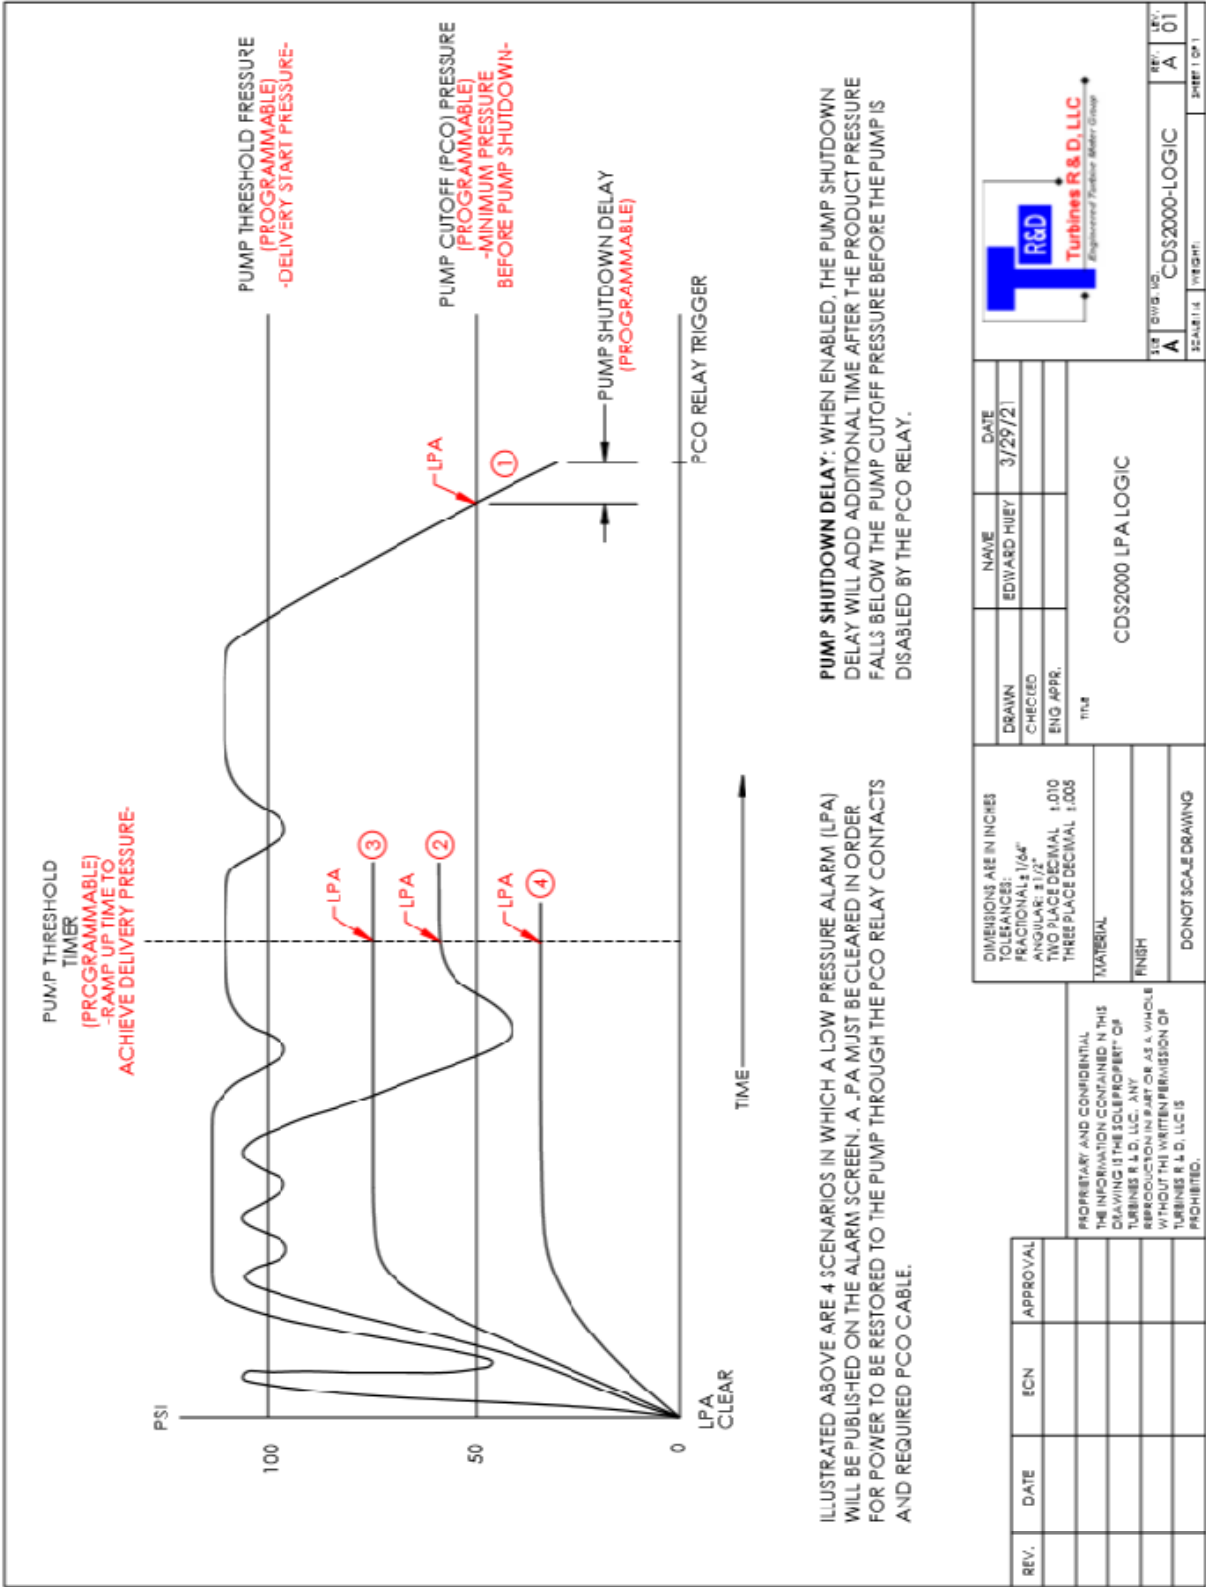 PUMP THRESHOLD
TIMER
(PRCGRAMMABLE)
-RAMP UP TIME TO
ACHIEVE DELIVERY PRESSURE-
PUMP THRESHOLD PRESSURE
(PROGRAMMABLE)
-DELIVERY START PRESSURE-
PUMP CUTOFF (PCO) PRESSURE
(PROGRAMMABLE)
-MINIMUM PRESSURE
BEFORE PUMP SHUTDOWN-
PUMP SHUTDOWN DELAY
(PROGRAMMABLE)
PCO RELAY TRIGGER
PSI
100
50
0
LPA
CLEAR
LPA
3
LPA
2
LPA
4
LPA
1
TIME
ILLUSTRATED ABOVE ARE 4 SCENARIOS IN WHICH A LOW PRESSURE ALARM (LPA)
WILL BE PUBLISHED ON THE ALARM SCREEN. A LPA MUST BE CLEARED IN ORDER
FOR POWER TO BE RESTORED TO THE PUMP THROUGH THE PCO RELAY CONTACTS
AND REQUIRED PCO CABLE.
PUMP SHUTDOWN DELAY: WHEN ENABLED, THE PUMP SHUTDOWN
DELAY WILL ADD ADDITIONAL TIME AFTER THE PRODUCT PRESSURE
FALLS BELOW THE PUMP CUTOFF PRESSURE BEFORE THE PUMP IS
DISABLED BY THE PCO RELAY.
REV.
DATE
ECN
APPROVAL
PROPRIETARY AND CONFIDENTIAL
THE INFORMATION CONTAINED IN THIS
DRAWING IS THE SOLE PROPERTY OF
TURBINES R & D, LLC. ANY
REPRODUCTION IN PART OR AS A WHOLE
WITHOUT THE WRITTEN PERMISSION OF
TURBINES R & D, LLC IS
PROHIBITED.
DIMENSIONS ARE IN INCHES
TOLERANCES:
FRACTIONAL ± 1/64"
ANGULAR: ± 1/2°
TWO PLACE DECIMAL ±.010
THREE PLACE DECIMAL ±.005
MATERIAL
FINISH
DO NOT SCALE DRAWING
NAME
DATE
DRAWN
EDWARD HUEY
3/29/21
CHECKED
ENG APPR.
TITLE
CDS2000 LPA LOGIC
T
R&D
Turbines R & D, LLC
Engineered Turbine Meter Group
SIZE
A
DWG. NO.
CDS2000-LOGIC
REV.
A
LEV.
01
SCALE:1:4
WEIGHT:
SHEET 1 OF 1